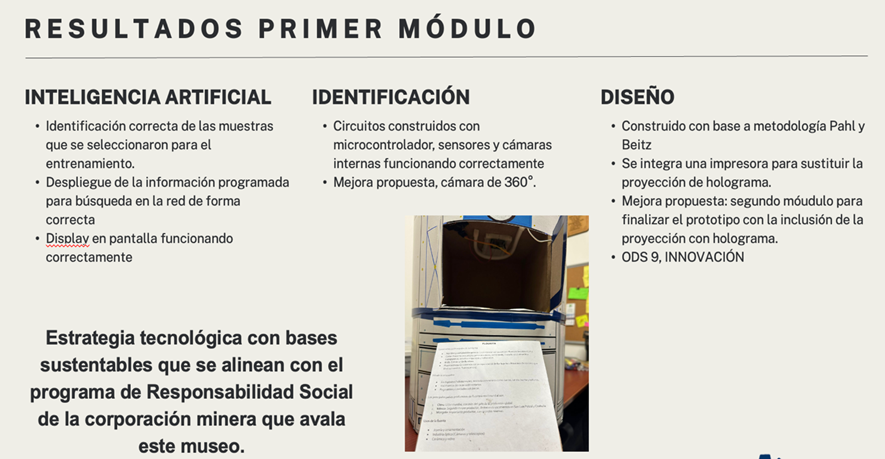 RESULTADOS PRIMER MÓDULO
INTELIGENCIA ARTIFICIAL
• Identificación correcta de las muestras
que se seleccionaron para el
entrenamiento.
• Despliegue de la información programada
para búsqueda en la red de forma
correcta
• Display en pantalla funcionando
correctamente
IDENTIFICACIÓN
• Circuitos construidos con
microcontrolador, sensores y cámaras
internas funcionando correctamente
• Mejora propuesta, cámara de 360°.
DISEÑO
• Construido con base a metodología Pahl y
Beitz
• Se integra una impresora para sustituir la
proyección de holograma.
• Mejora propuesta: segundo móudulo para
finalizar el prototipo con la inclusión de la
proyección con holograma.
• ODS 9, INNOVACIÓN
Estrategia tecnológica con bases
sustentables que se alinean con el
programa de Responsabilidad Social
de la corporación minera que avala
este museo.